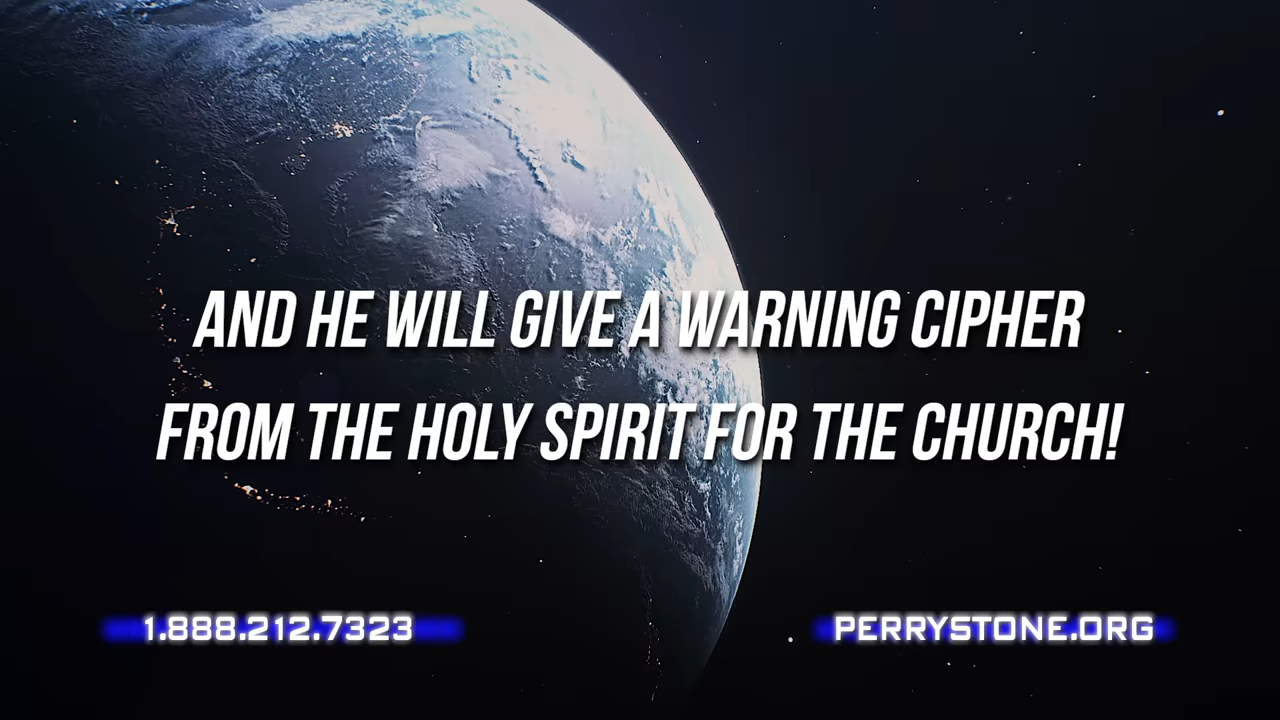 AND HE WILL GIVE A WARNING CIPHER
FROM THE HOLY SPIRIT FOR THE CHURCH!
1.888.212.7323
PERRYSTONE.ORG